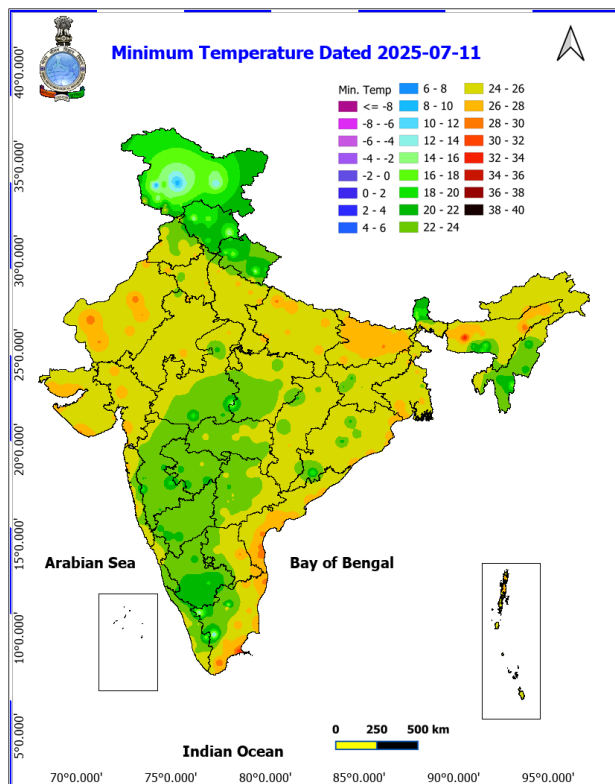 Minimum Temperature Dated 2025-07-11
Min. Temp
<= -8
-8 - -6
-6 - -4
-4 - -2
-2 - 0
0 - 2
2 - 4
4 - 6
6 - 8
8 - 10
10 - 12
12 - 14
14 - 16
16 - 18
18 - 20
20 - 22
22 - 24
24 - 26
26 - 28
28 - 30
30 - 32
32 - 34
34 - 36
36 - 38
38 - 40
40°0.000'
35°0.000'
30°0.000'
25°0.000'
20°0.000'
15°0.000'
10°0.000'
5°0.000'
Arabian Sea
Bay of Bengal
Indian Ocean
0 250 500 km
70°0.000' 75°0.000' 80°0.000' 85°0.000' 90°0.000' 95°0.000'